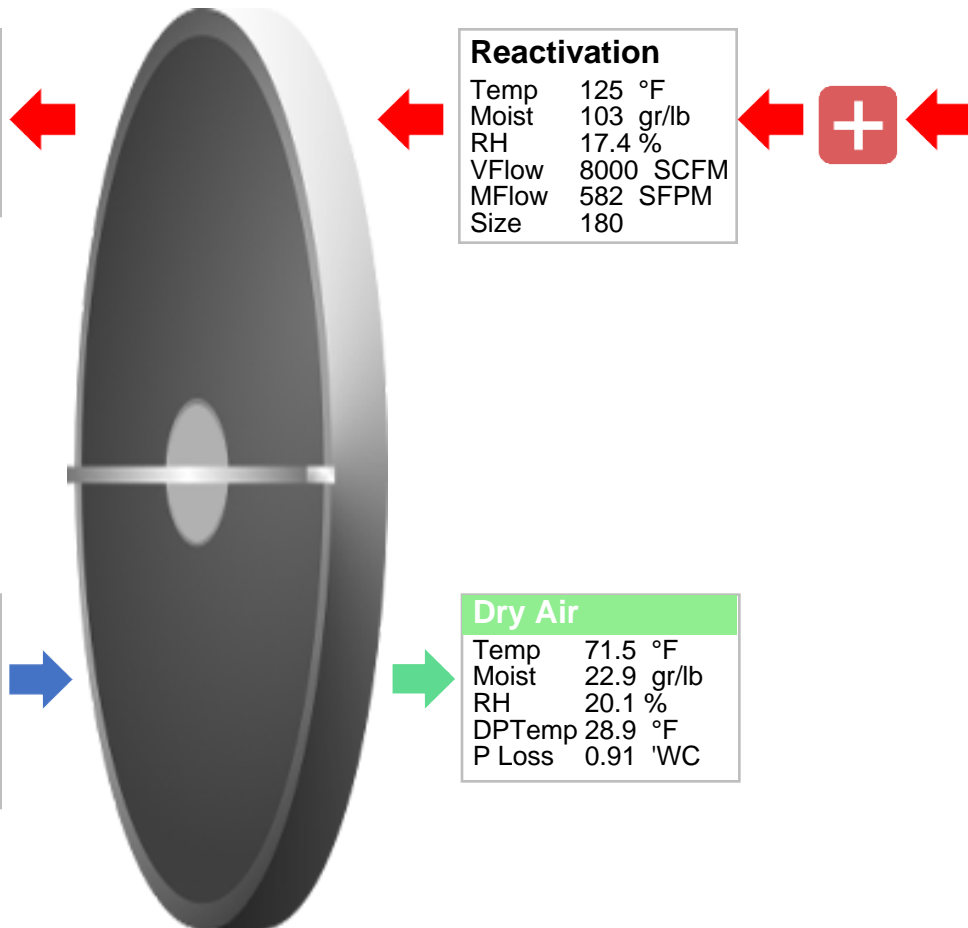 Reactivation
Temp 125 °F
Moist 103 gr/lb
RH 17.4 %
VFlow 8000 SCFM
MFlow 582 SFPM
Size 180
Dry Air
Temp 71.5 °F
Moist 22.9 gr/lb
RH 20.1 %
DPTemp 28.9 °F
P Loss 0.91 'WC